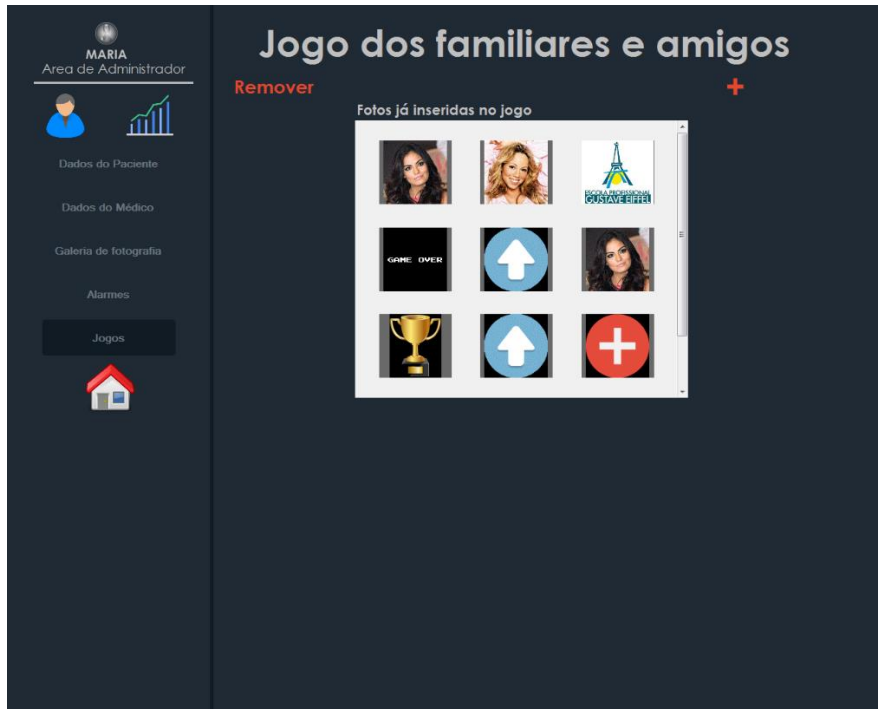 MARIA
Area de Administrador
Dados do Paciente
Dados do Médico
Galeria de fotografia
Alarmes
Jogos
Jogo dos familiares e amigos
Remover
+
Fotos já inseridas no jogo
ESCOLA PROFISSIONAL
GUSTAVE EIFFEL
GAME OVER